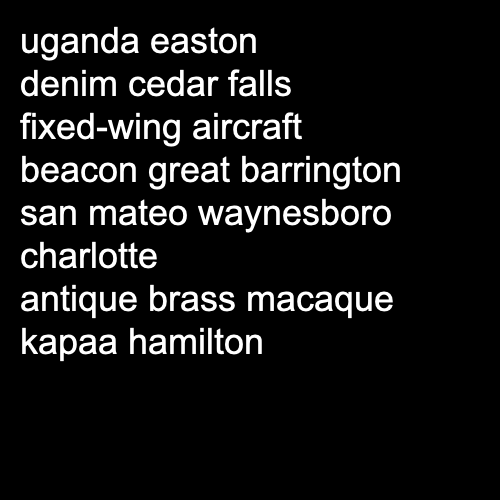 uganda easton
denim cedar falls
fixed-wing aircraft
beacon great barrington
san mateo waynesboro
charlotte
antique brass macaque
kapaa hamilton